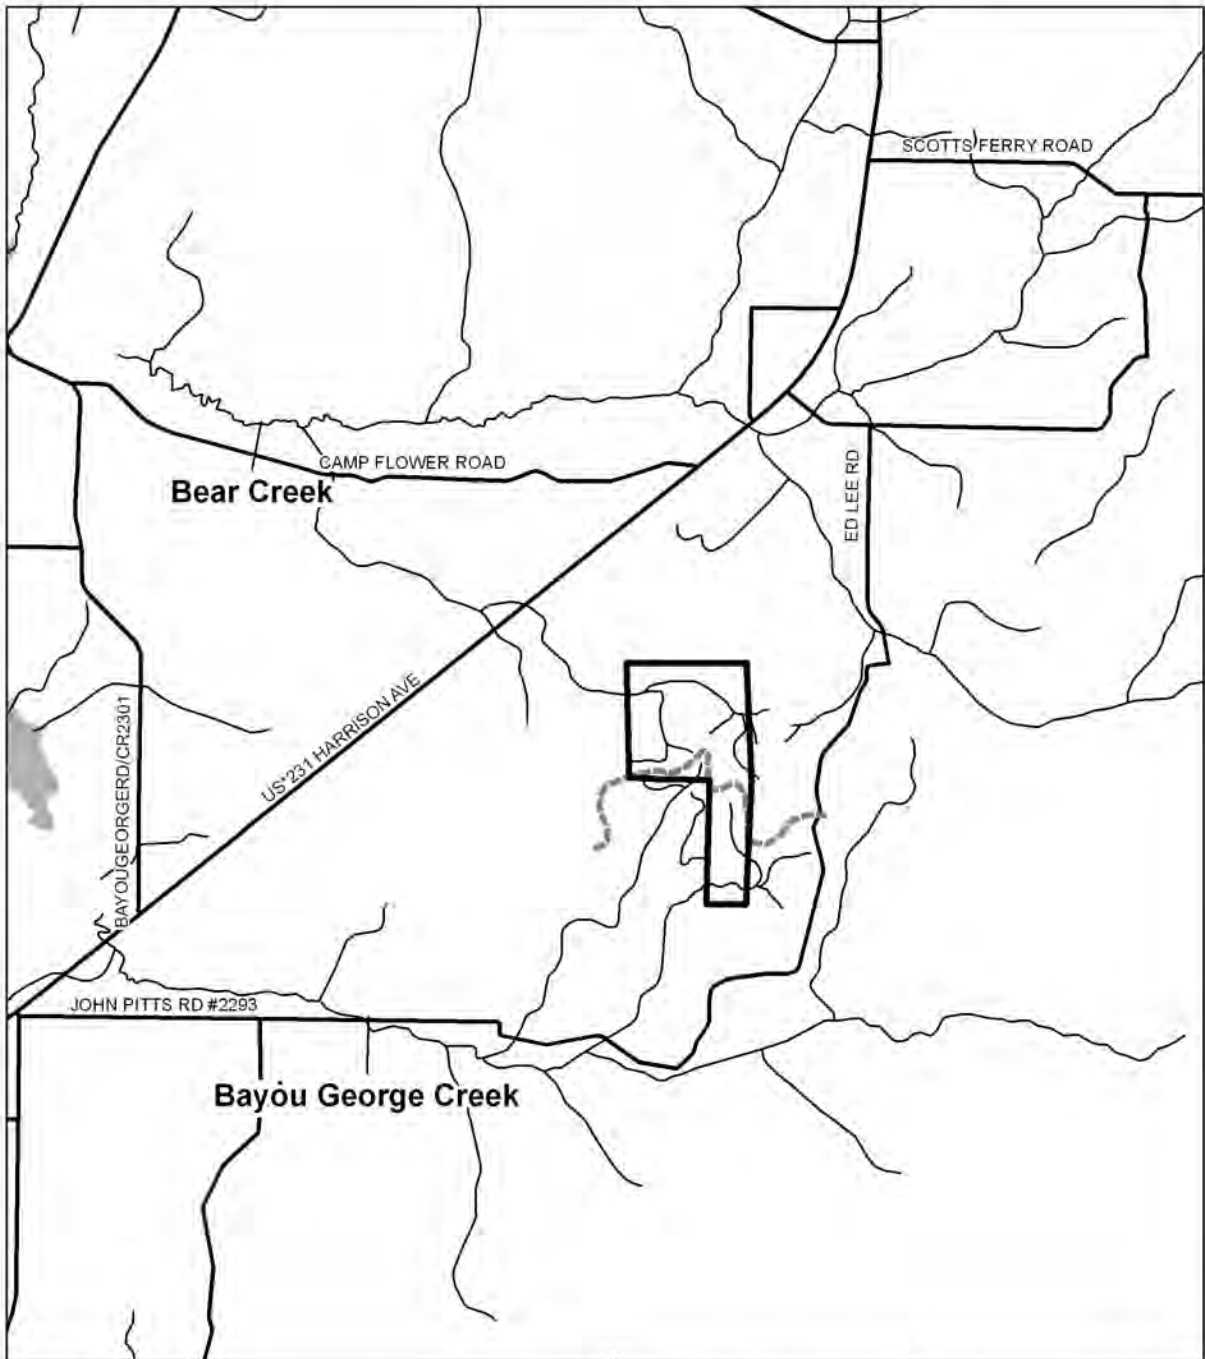 SCOTTS FERRY ROAD
CAMP FLOWER ROAD
Bear Creek
ED LEE RD
US*231 HARRISON AVE
BAYOUGEORGERD/CR2301
JOHN PITTS RD #2293
Bayou George Creek